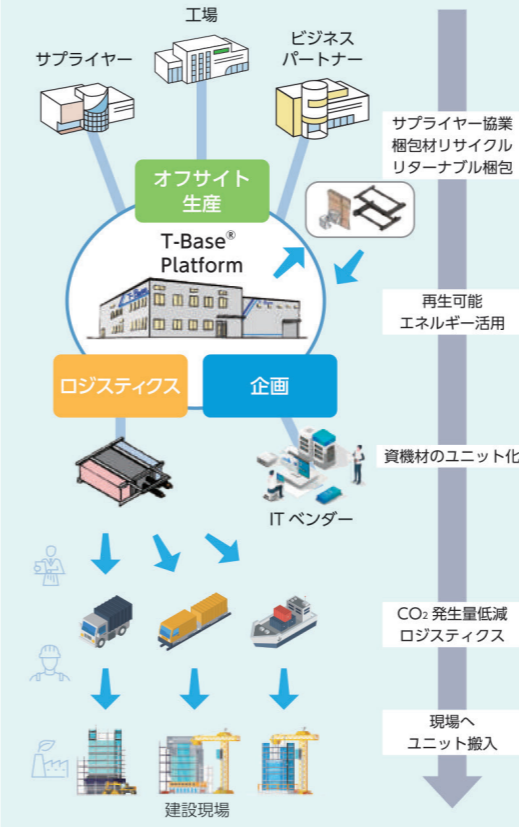 工場
サプライヤー
ビジネス
パートナー
サプライヤー協業
梱包材リサイクル
リターナブル梱包
オフサイト
生産
T-Base®
Platform
再生可能
エネルギー活用
ロジスティクス
企画
資機材のユニット化
ITベンダー
CO₂発生量低減
ロジスティクス
現場へ
ユニット搬入
建設現場